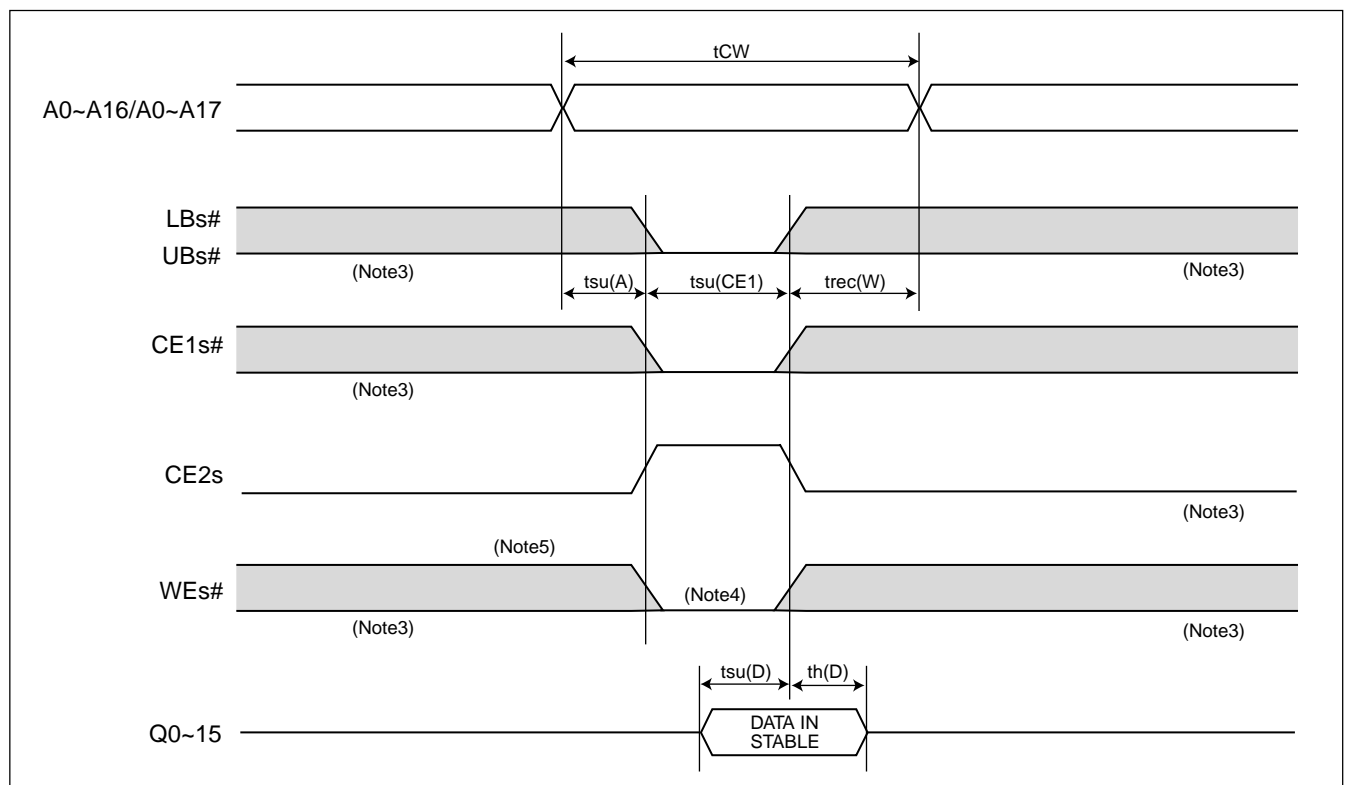 tCW
A0~A16/A0~A17
LBs#
UBs#
(Note3)
(Note3)
tsu(A)
tsu(CE1)
trec(W)
CE1s#
(Note3)
CE2s
(Note3)
(Note5)
WEs#
(Note4)
(Note3)
(Note3)
tsu(D)
th(D)
Q0~15
DATA IN
STABLE